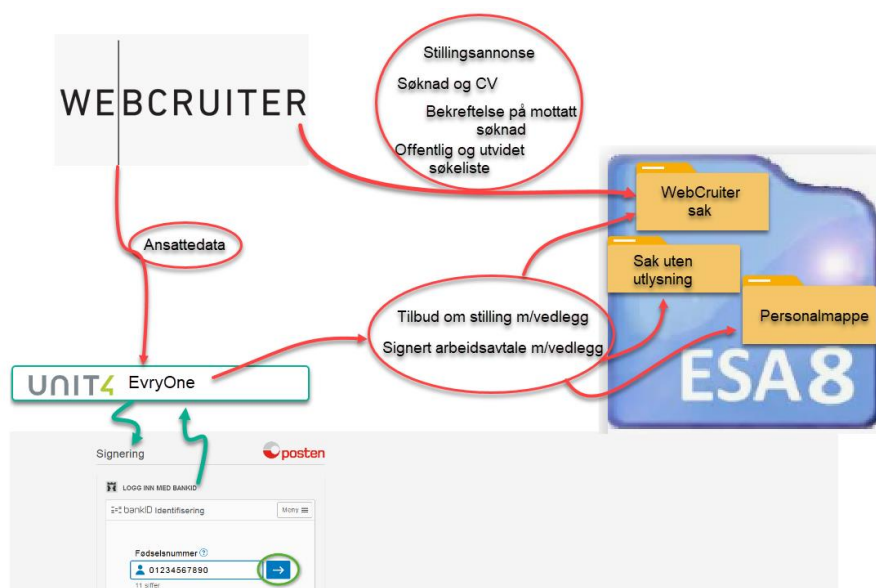 WEBCRUITER
Stillingsannonse
Søknad og CV
Bekreftelse på mottatt
søknad
Offentlig og utvidet
søkeliste
WebCruiter
sak
Sak uten
utlysning
Personalmappe
ESA8
Ansattedata
Tilbud om stilling m/vedlegg
Signert arbeidsavtale m/vedlegg
UNIT4 EvryOne
Signering
posten
LOGG INN MED BANKID
bankID Identifisering
Meny
Fødselsnummer ?
01234567890
11 siffer